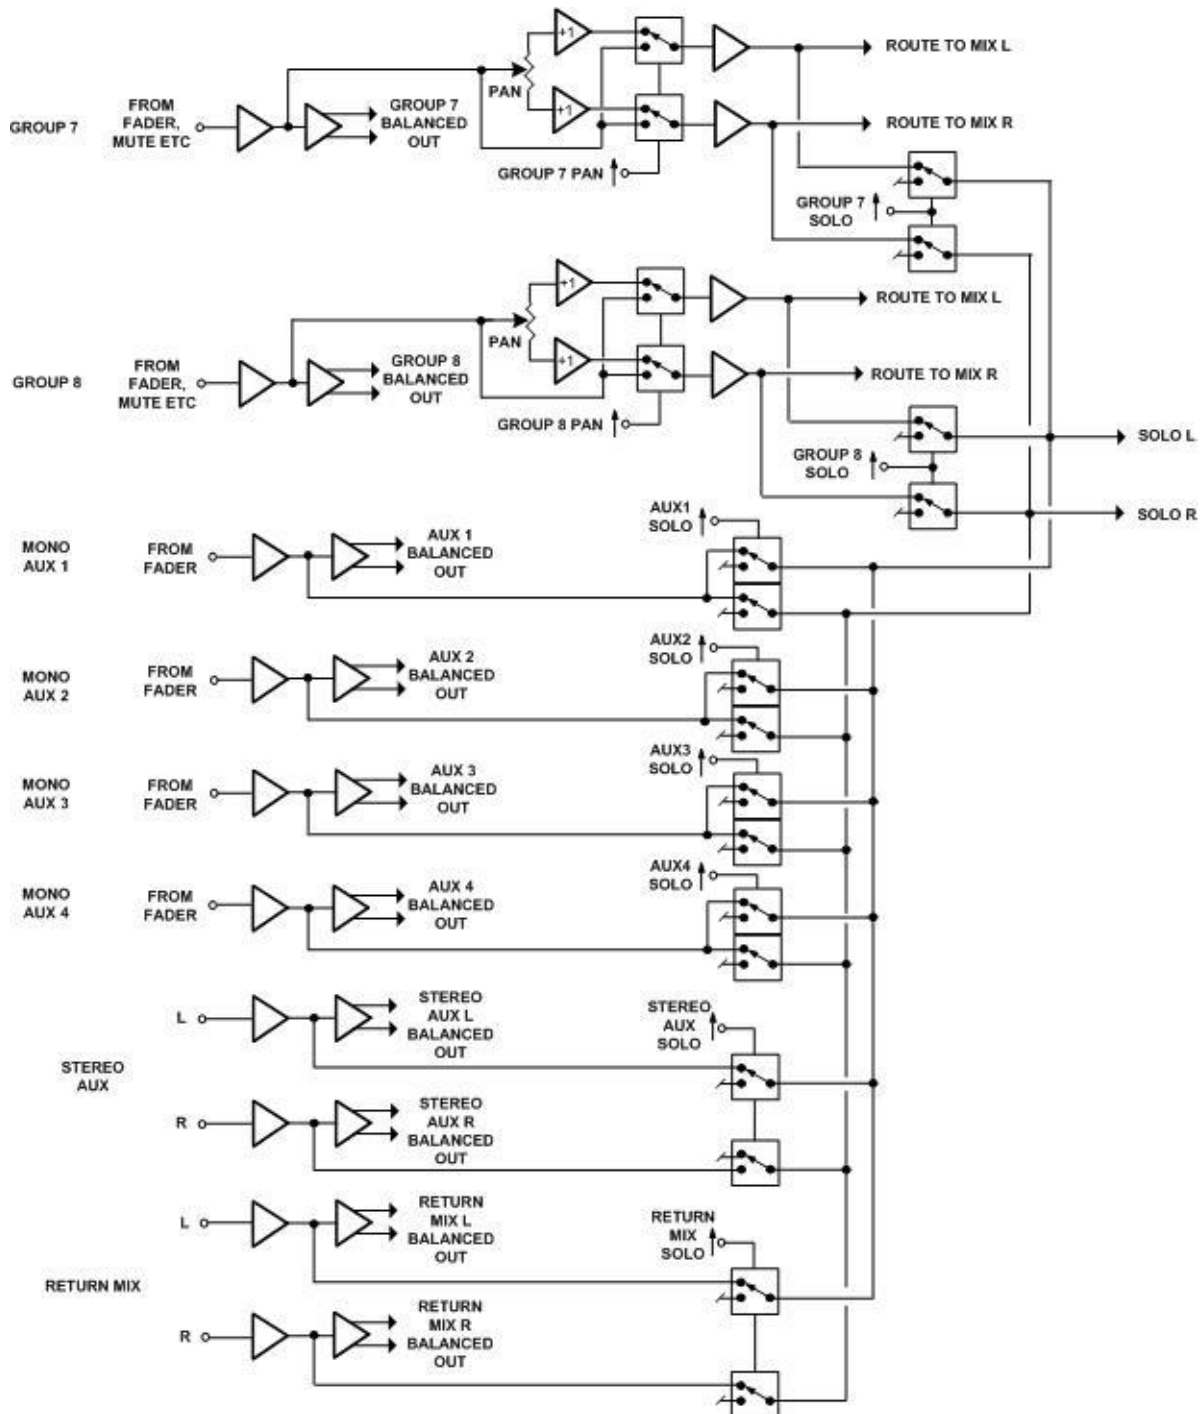 +1
ROUTE TO MIX L
PAN
+1
GROUP 7
FROM
FADER,
MUTE ETC
GROUP 7
BALANCED
OUT
ROUTE TO MIX R
GROUP 7 PAN
GROUP 7
SOLO
+1
ROUTE TO MIX L
PAN
+1
GROUP 8
FROM
FADER,
MUTE ETC
GROUP 8
BALANCED
OUT
ROUTE TO MIX R
GROUP 8 PAN
GROUP 8
SOLO
SOLO L
SOLO R
AUX1
SOLO
MONO
AUX 1
FROM
FADER
AUX 1
BALANCED
OUT
AUX2
SOLO
MONO
AUX 2
FROM
FADER
AUX 2
BALANCED
OUT
AUX3
SOLO
MONO
AUX 3
FROM
FADER
AUX 3
BALANCED
OUT
AUX4
SOLO
MONO
AUX 4
FROM
FADER
AUX 4
BALANCED
OUT
L
STEREO
AUX L
BALANCED
OUT
STEREO
AUX
SOLO
STEREO
AUX
R
STEREO
AUX R
BALANCED
OUT
L
RETURN
MIX L
BALANCED
OUT
RETURN
MIX
SOLO
RETURN MIX
R
RETURN
MIX R
BALANCED
OUT